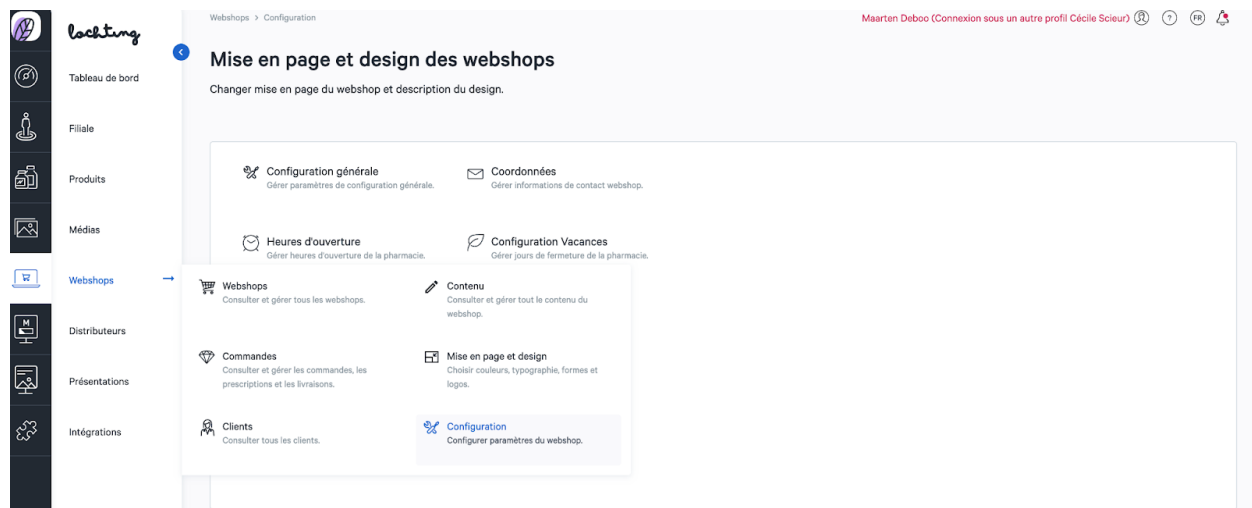 Webshops > Configuration
Maarten Deboo (Connexion sous un autre profil Cécile Scieur)
?
FR
lochting
Mise en page et design des webshops
Changer mise en page du webshop et description du design.
Tableau de bord
Filiale
Produits
Médias
Webshops
Distributeurs
M
Présentations
Intégrations
Configuration générale
Gérer paramètres de configuration générale.
Coordonnées
Gérer informations de contact webshop.
Heures d'ouverture
Gérer heures d'ouverture de la pharmacie.
Configuration Vacances
Gérer jours de fermeture de la pharmacie.
Webshops
Consulter et gérer tous les webshops.
Contenu
Consulter et gérer tout le contenu du
webshop.
Commandes
Consulter et gérer les commandes, les
prescriptions et les livraisons.
Mise en page et design
Choisir couleurs, typographie, formes et
logos.
Clients
Consulter tous les clients.
Configuration
Configurer paramètres du webshop.